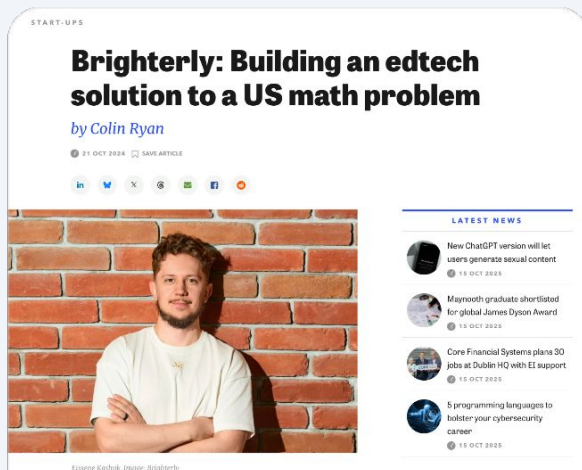 START-UPS
Brighterly: Building an edtech
solution to a US math problem
by Colin Ryan
21 OCT 2024 SAVE ARTICLE
LATEST NEWS
New ChatGPT version will let
users generate sexual content
15 OCT 2025
Maynooth graduate shortlisted
for global James Dyson Award
15 OCT 2025
Core Financial Systems plans 30
jobs at Dublin HQ with EI support
15 OCT 2025
5 programming languages to
bolster your cybersecurity
career
15 OCT 2025
Image: Brighterly